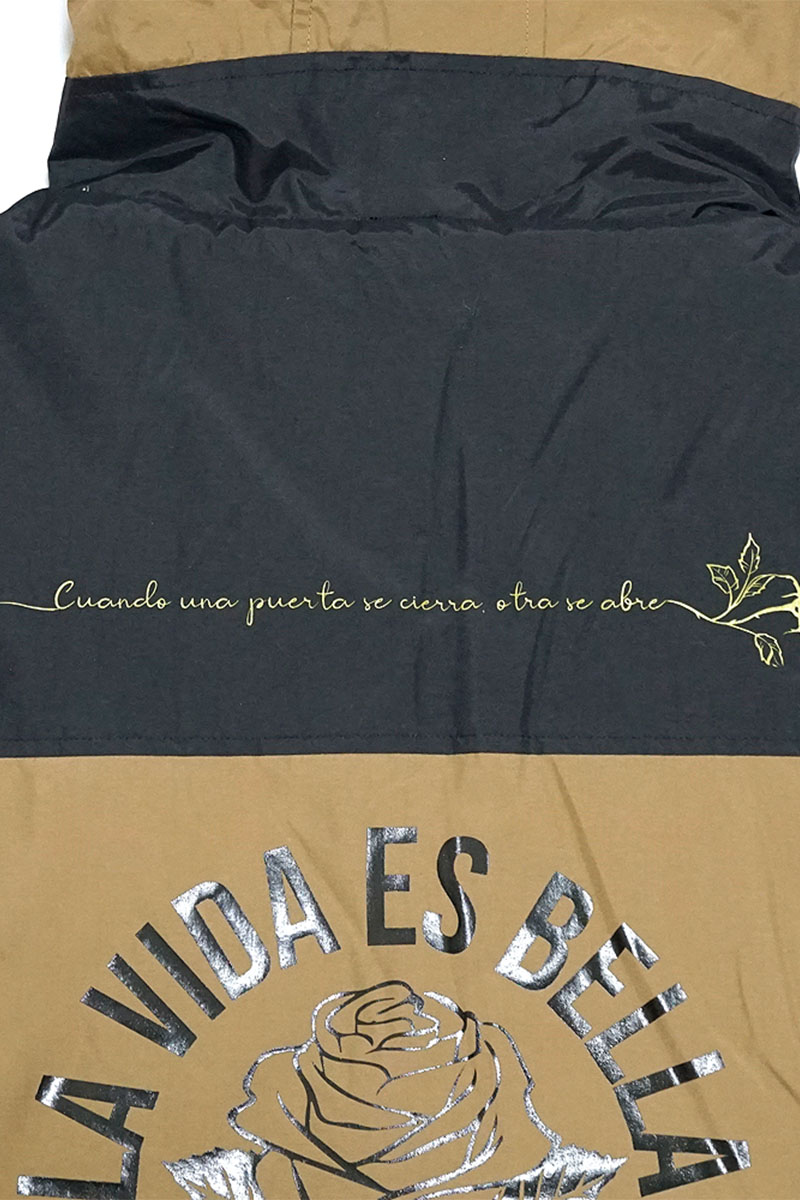 Cuando una puerta se cierra, otra se abre
LA VIDA ES BELLA